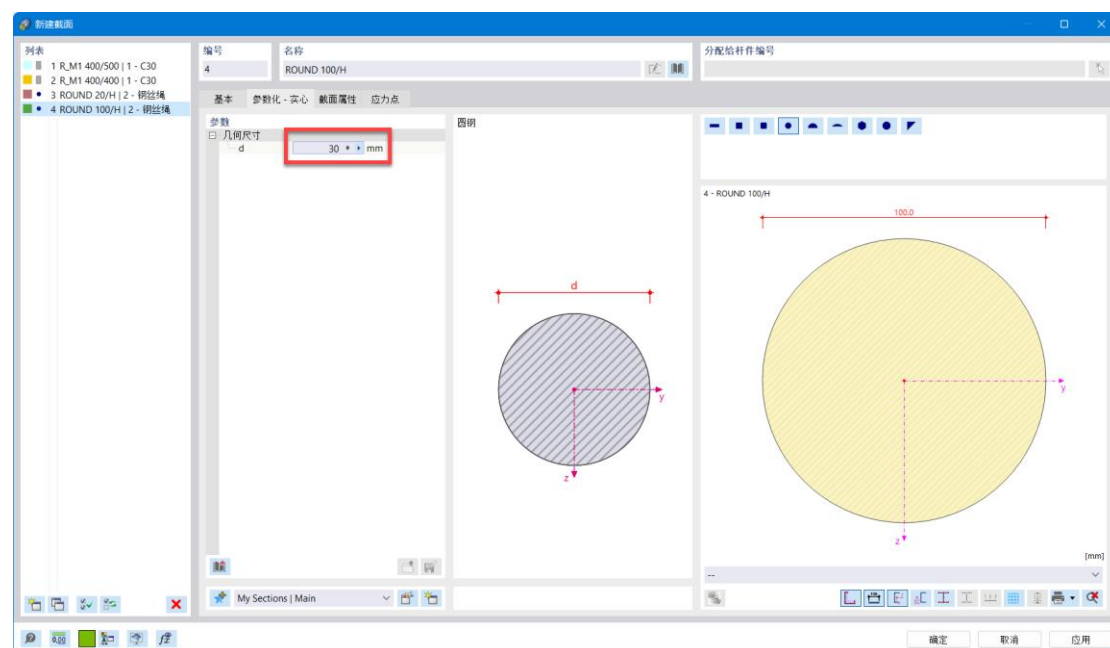 新建截面
列表
1 R_M1 400/500 | 1 - C30
2 R_M1 400/400 | 1 - C30
3 ROUND 20/H | 2 - 钢丝绳
4 ROUND 100/H | 2 - 钢丝绳
编号
4
名称
ROUND 100/H
分配给杆件编号
基本 参数化 - 实心 截面属性 应力点
参数
几何尺寸
d 30 mm
圆钢
d
y
z
4 - ROUND 100/H
100.0
y
z
[mm]
--
My Sections | Main
0,00
确定 取消 应用